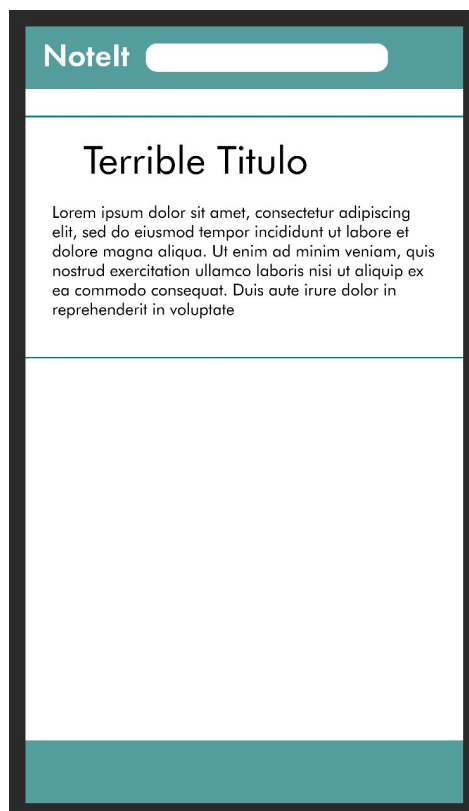 NoteIt
Terrible Titulo
Lorem ipsum dolor sit amet, consectetur adipiscing
elit, sed do eiusmod tempor incididunt ut labore et
dolore magna aliqua. Ut enim ad minim veniam, quis
nostrud exercitation ullamco laboris nisi ut aliquip ex
ea commodo consequat. Duis aute irure dolor in
reprehenderit in voluptate